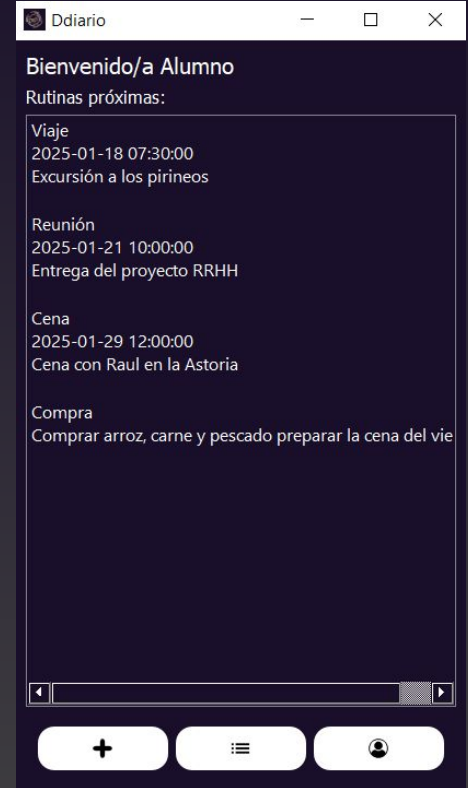 Ddiario
Bienvenido/a Alumno
Rutinas próximas:
Viaje
2025-01-18 07:30:00
Excursión a los pirineos
Reunión
2025-01-21 10:00:00
Entrega del proyecto RRHH
Cena
2025-01-29 12:00:00
Cena con Raul en la Astoria
Compra
Comprar arroz, carne y pescado preparar la cena del vie